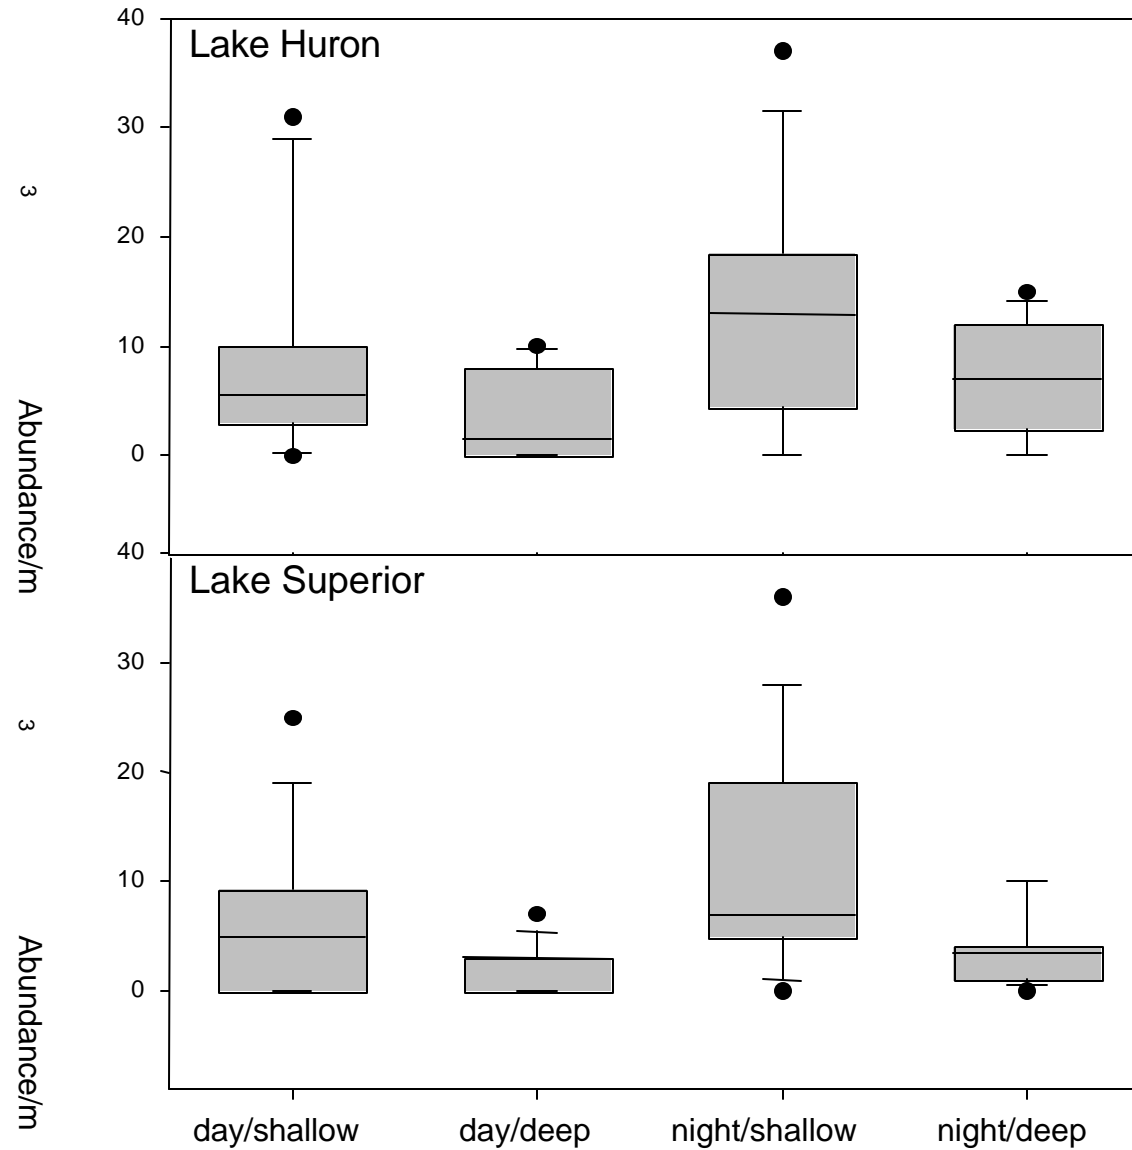 40
Lake Huron
30
3
20
10
Abundance/m
0
40
Lake Superior
30
3
20
10
Abundance/m
0
day/shallow day/deep night/shallow night/deep